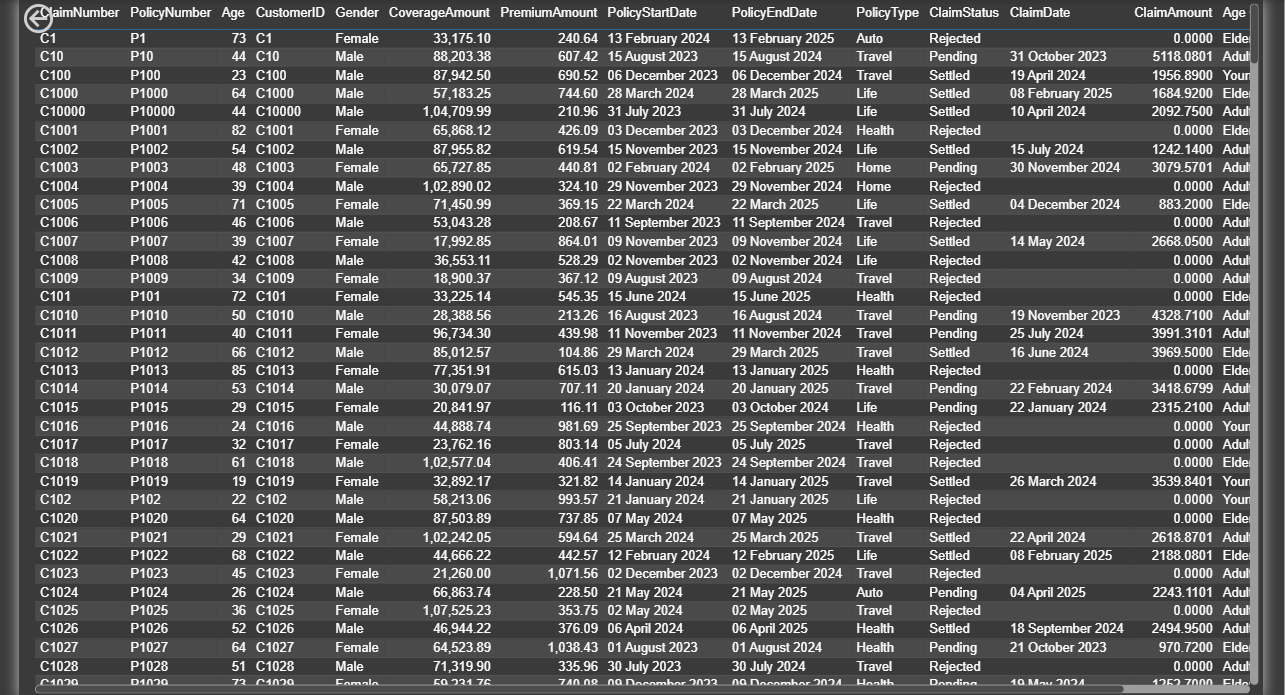 ClaimNumber PolicyNumber Age CustomerID Gender CoverageAmount PremiumAmount PolicyStartDate PolicyEndDate PolicyType ClaimStatus ClaimDate ClaimAmount Age
C1 P1 73 C1 Female 33,175.10 240.64 13 February 2024 13 February 2025 Auto Rejected 0.0000 Elde
C10 P10 44 C10 Male 88,203.38 607.42 15 August 2023 15 August 2024 Travel Pending 31 October 2023 5118.0801 Adul
C100 P100 23 C100 Male 87,942.50 690.52 06 December 2023 06 December 2024 Travel Settled 19 April 2024 1956.8900 Youn
C1000 P1000 64 C1000 Male 57,183.25 744.60 28 March 2024 28 March 2025 Life Settled 08 February 2025 1684.9200 Elde
C10000 P10000 44 C10000 Male 1,04,709.99 210.96 31 July 2023 31 July 2024 Life Settled 10 April 2024 2092.7500 Adul
C1001 P1001 82 C1001 Female 65,868.12 426.09 03 December 2023 03 December 2024 Health Rejected 0.0000 Elde
C1002 P1002 54 C1002 Male 87,955.82 619.54 15 November 2023 15 November 2024 Life Settled 15 July 2024 1242.1400 Adul
C1003 P1003 48 C1003 Female 65,727.85 440.81 02 February 2024 02 February 2025 Home Pending 30 November 2024 3079.5701 Adul
C1004 P1004 39 C1004 Male 1,02,890.02 324.10 29 November 2023 29 November 2024 Home Rejected 0.0000 Adul
C1005 P1005 71 C1005 Female 71,450.99 369.15 22 March 2024 22 March 2025 Life Settled 04 December 2024 883.2000 Elde
C1006 P1006 46 C1006 Male 53,043.28 208.67 11 September 2023 11 September 2024 Travel Rejected 0.0000 Adul
C1007 P1007 39 C1007 Female 17,992.85 864.01 09 November 2023 09 November 2024 Life Settled 14 May 2024 2668.0500 Adul
C1008 P1008 42 C1008 Male 36,553.11 528.29 02 November 2023 02 November 2024 Life Rejected 0.0000 Adul
C1009 P1009 34 C1009 Female 18,900.37 367.12 09 August 2023 09 August 2024 Travel Rejected 0.0000 Adul
C101 P101 72 C101 Female 33,225.14 545.35 15 June 2024 15 June 2025 Health Rejected 0.0000 Elde
C1010 P1010 50 C1010 Male 28,388.56 213.26 16 August 2023 16 August 2024 Travel Pending 19 November 2023 4328.7100 Adul
C1011 P1011 40 C1011 Female 96,734.30 439.98 11 November 2023 11 November 2024 Travel Pending 25 July 2024 3991.3101 Adul
C1012 P1012 66 C1012 Male 85,012.57 104.86 29 March 2024 29 March 2025 Travel Settled 16 June 2024 3969.5000 Elde
C1013 P1013 85 C1013 Female 77,351.91 615.03 13 January 2024 13 January 2025 Health Rejected 0.0000 Elde
C1014 P1014 53 C1014 Male 30,079.07 707.11 20 January 2024 20 January 2025 Travel Pending 22 February 2024 3418.6799 Adul
C1015 P1015 29 C1015 Female 20,841.97 116.11 03 October 2023 03 October 2024 Life Pending 22 January 2024 2315.2100 Adul
C1016 P1016 24 C1016 Male 44,888.74 981.69 25 September 2023 25 September 2024 Health Rejected 0.0000 Youn
C1017 P1017 32 C1017 Female 23,762.16 803.14 05 July 2024 05 July 2025 Travel Rejected 0.0000 Adul
C1018 P1018 61 C1018 Male 1,02,577.04 406.41 24 September 2023 24 September 2024 Travel Rejected 0.0000 Elde
C1019 P1019 19 C1019 Female 32,892.17 321.82 14 January 2024 14 January 2025 Travel Settled 26 March 2024 3539.8401 Youn
C102 P102 22 C102 Male 58,213.06 993.57 21 January 2024 21 January 2025 Life Rejected 0.0000 Youn
C1020 P1020 64 C1020 Male 87,503.89 737.85 07 May 2024 07 May 2025 Health Rejected 0.0000 Elde
C1021 P1021 29 C1021 Female 1,02,242.05 594.64 25 March 2024 25 March 2025 Travel Settled 22 April 2024 2618.8701 Adul
C1022 P1022 68 C1022 Male 44,666.22 442.57 12 February 2024 12 February 2025 Life Settled 08 February 2025 2188.0801 Elde
C1023 P1023 45 C1023 Female 21,260.00 1,071.56 02 December 2023 02 December 2024 Travel Rejected 0.0000 Adul
C1024 P1024 26 C1024 Male 66,863.74 228.50 21 May 2024 21 May 2025 Auto Pending 04 April 2025 2243.1101 Adul
C1025 P1025 36 C1025 Female 1,07,525.23 353.75 02 May 2024 02 May 2025 Travel Rejected 0.0000 Adul
C1026 P1026 52 C1026 Male 46,944.22 376.09 06 April 2024 06 April 2025 Health Settled 18 September 2024 2494.9500 Adul
C1027 P1027 64 C1027 Female 64,523.89 1,038.43 01 August 2023 01 August 2024 Health Pending 21 October 2023 970.7200 Elde
C1028 P1028 51 C1028 Male 71,319.90 335.96 30 July 2023 30 July 2024 Travel Rejected 0.0000 Adul
C1029 P1029 73 C1029 Female 59,231.76 740.08 09 December 2023 09 December 2024 Health Pending 19 May 2024 1252.7000 Elde